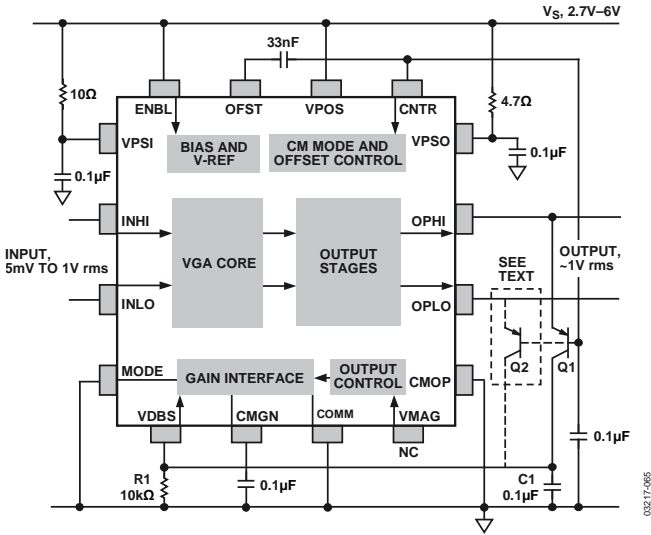 VS, 2.7V–6V
33nF
10Ω
4.7Ω
ENBL
OFST
VPOS
CNTR
VPSI
BIAS AND
V-REF
CM MODE AND
OFFSET CONTROL
VPSO
0.1µF
0.1µF
INHI
OPHI
INPUT,
5mV TO 1V rms
VGA CORE
OUTPUT
STAGES
SEE
TEXT
OUTPUT,
~1V rms
INLO
OPLO
Q2
Q1
MODE
GAIN INTERFACE
OUTPUT
CONTROL
CMOP
VDBS
CMGN
COMM
VMAG
NC
0.1µF
R1
10kΩ
0.1µF
C1
0.1µF
03217-065